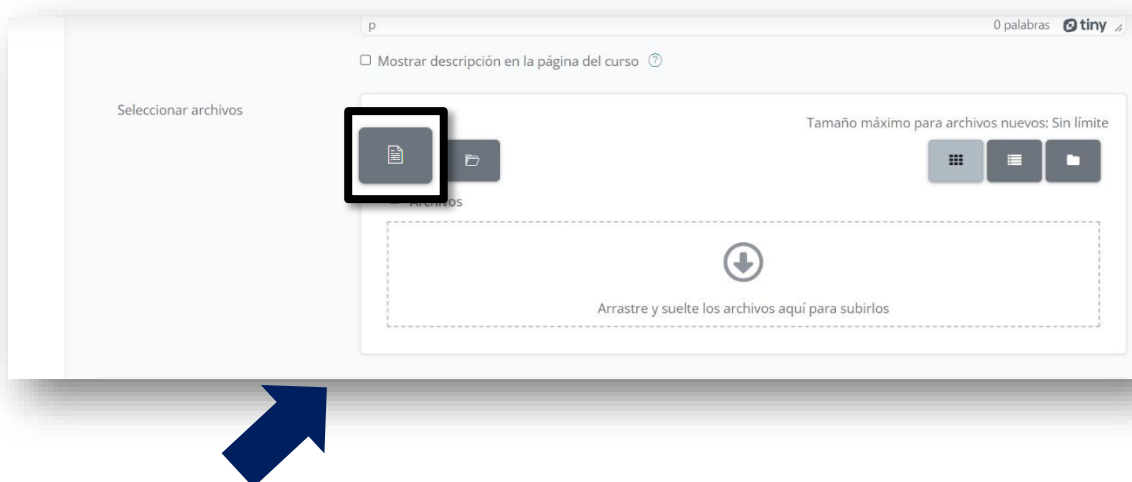 p
0 palabras tiny
Mostrar descripción en la página del curso ?
Seleccionar archivos
Tamaño máximo para archivos nuevos: Sin límite
Archivos
Arrastre y suelte los archivos aquí para subirlos